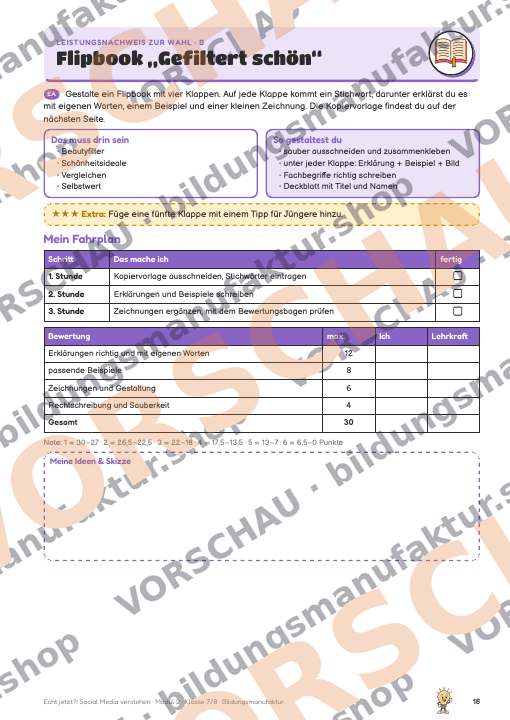 LEISTUNGSNACHWEIS ZUR WAHL · B
Flipbook „Gefiltert schön“
EA Gestalte ein Flipbook mit vier Klappen. Auf jede Klappe kommt ein Stichwort, darunter erklärst du es
mit eigenen Worten, einem Beispiel und einer kleinen Zeichnung. Die Kopiervorlage findest du auf der
nächsten Seite.
Das muss drin sein
· Beautyfilter
· Schönheitsideale
· Vergleichen
· Selbstwert
So gestaltest du
· sauber ausschneiden und zusammenkleben
· unter jeder Klappe: Erklärung + Beispiel + Bild
· Fachbegriffe richtig schreiben
· Deckblatt mit Titel und Namen
★★★ Extra: Füge eine fünfte Klappe mit einem Tipp für Jüngere hinzu.
Mein Fahrplan
Schritt Das mache ich fertig
1. Stunde Kopiervorlage ausschneiden, Stichwörter eintragen
2. Stunde Erklärungen und Beispiele schreiben
3. Stunde Zeichnungen ergänzen, mit dem Bewertungsbogen prüfen
Bewertung max. Ich Lehrkraft
Erklärungen richtig und mit eigenen Worten 12
passende Beispiele 8
Zeichnungen und Gestaltung 6
Rechtschreibung und Sauberkeit 4
Gesamt 30
Note: 1 = 30–27 · 2 = 26,5–22,5 · 3 = 22–18 · 4 = 17,5–13,5 · 5 = 13–7 · 6 = 6,5–0 Punkte
Meine Ideen & Skizze
Echt jetzt?! Social Media verstehen · Modul 2 · Klasse 7/8 · Bildungsmanufaktur
18
VORSCHAU · bildungsmanufaktur.shop
VORSCHAU